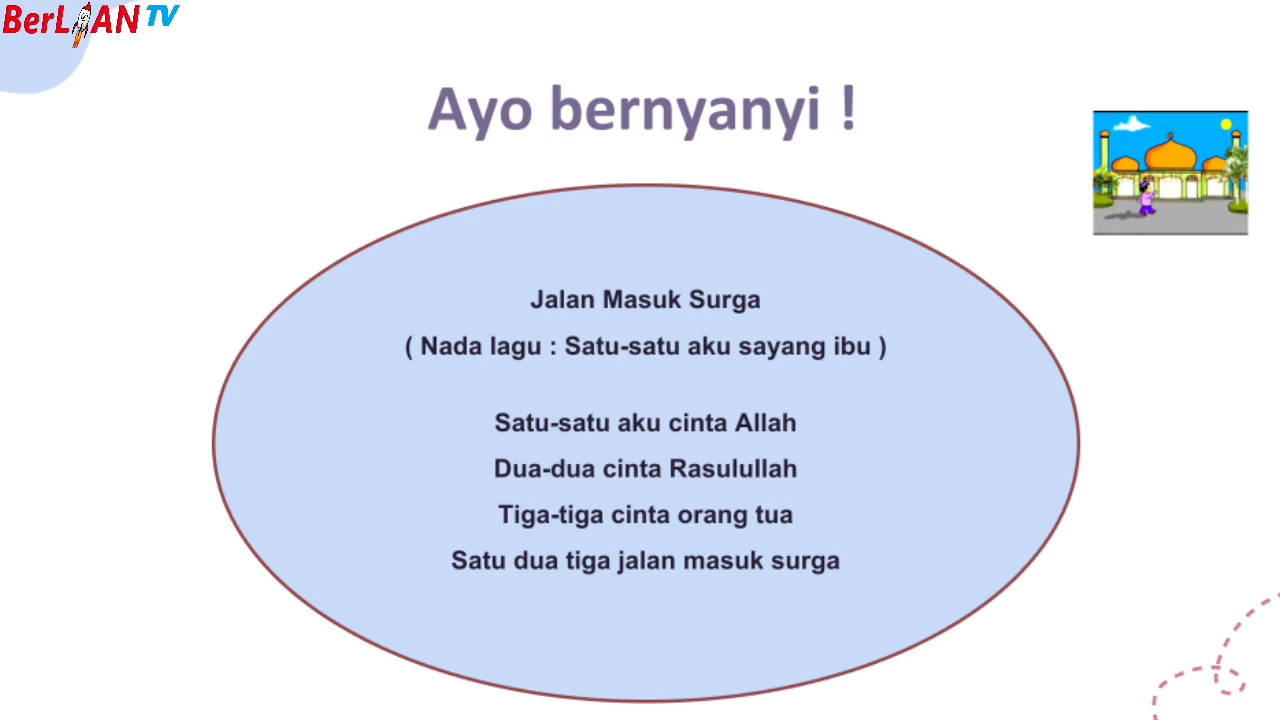 BerLIAN TV
Ayo bernyanyi !
Jalan Masuk Surga
( Nada lagu : Satu-satu aku sayang ibu )
Satu-satu aku cinta Allah
Dua-dua cinta Rasulullah
Tiga-tiga cinta orang tua
Satu dua tiga jalan masuk surga